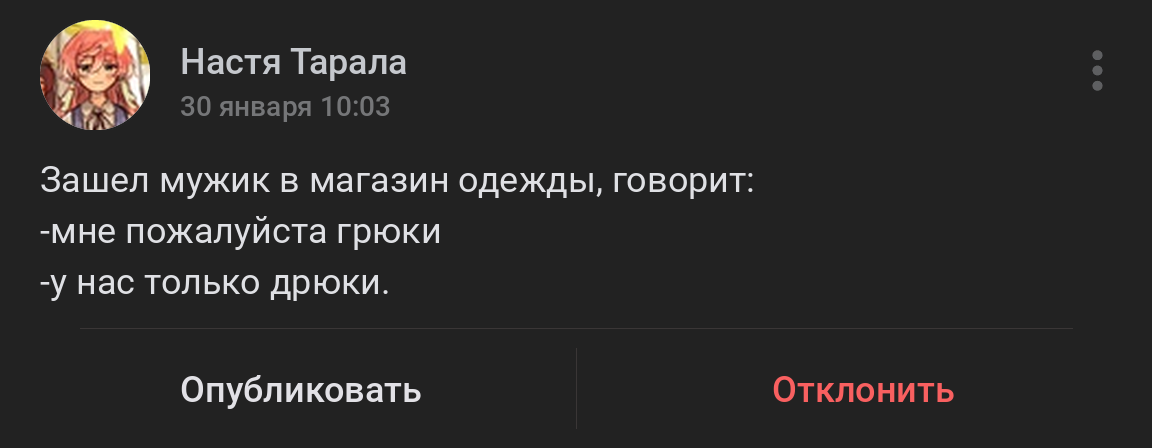 Настя Тарала
30 января 10:03
Зашел мужик в магазин одежды, говорит:
-мне пожалуйста грюки
-у нас только дрюки.
Опубликовать
Отклонить